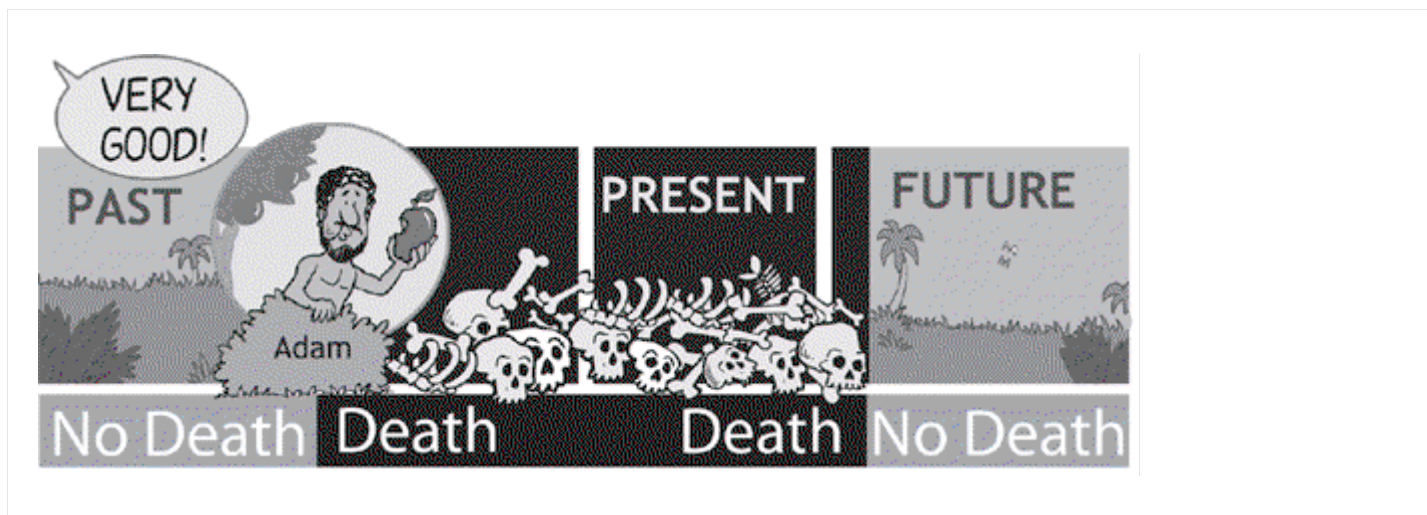 VERY
GOOD!
PAST
PRESENT
FUTURE
Adam
No Death
Death
Death
No Death